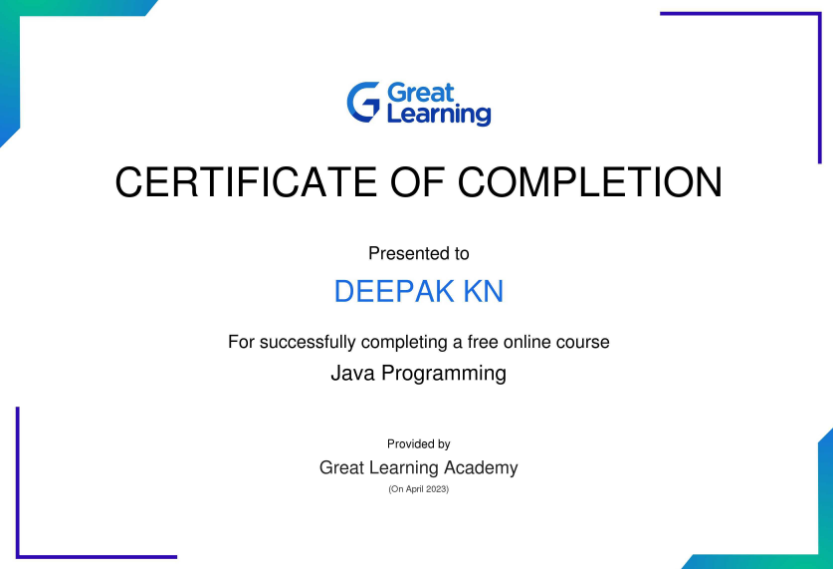 Great
Learning
CERTIFICATE OF COMPLETION
Presented to
DEEPAK KN
For successfully completing a free online course
Java Programming
Provided by
Great Learning Academy
(On April 2023)